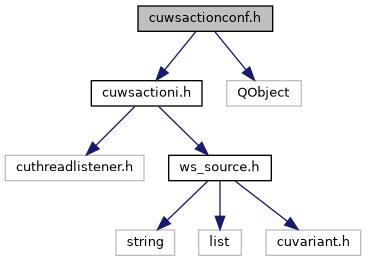 cuwsactionconf.h
cuwsactioni.h
QObject
cuthreadlistener.h
ws_source.h
string
list
cuvariant.h